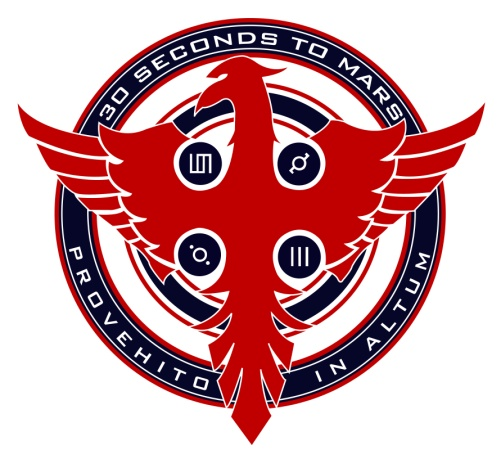 30 SECONDS TO MARS
PROVEHITO IN ALTUM